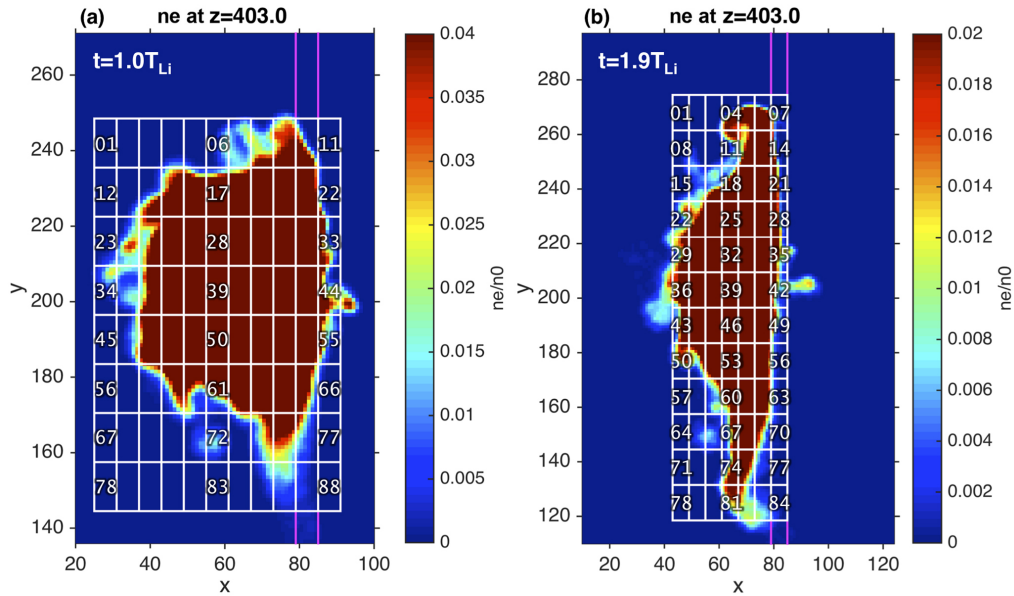 (a) ne at z=403.0
t=1.0T_Li
260
240
220
200
180
160
140
y
20 40 60 80 100
x
01 06 11
12 17 22
23 28 33
34 39 44
45 50 55
56 61 66
67 72 77
78 83 88
0.04
0.035
0.03
0.025
0.02
0.015
0.01
0.005
0
ne/n0
(b) ne at z=403.0
t=1.9T_Li
280
260
240
220
200
180
160
140
120
y
20 40 60 80 100 120
x
01 04 07
08 11 14
15 18 21
22 25 28
29 32 35
36 39 42
43 46 49
50 53 56
57 60 63
64 67 70
71 74 77
78 81 84
0.02
0.018
0.016
0.014
0.012
0.01
0.008
0.006
0.004
0.002
0
ne/n0